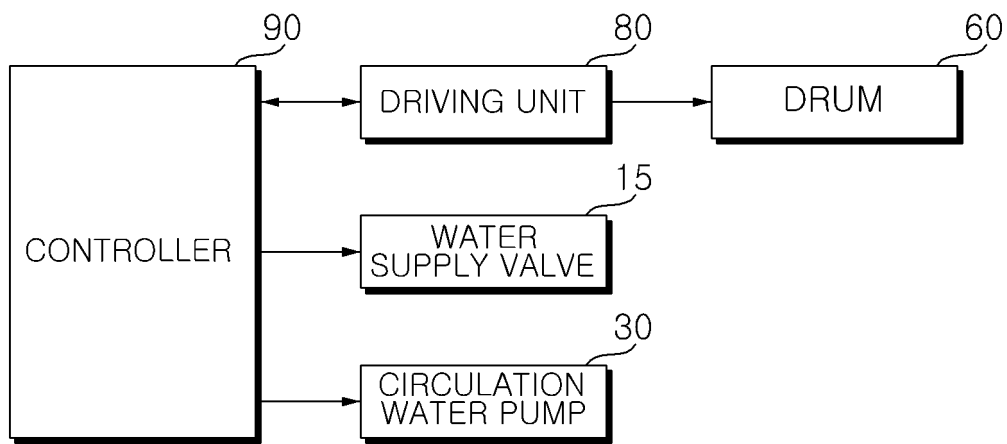 90
80
60
DRIVING UNIT
DRUM
15
CONTROLLER
WATER
SUPPLY VALVE
30
CIRCULATION
WATER PUMP